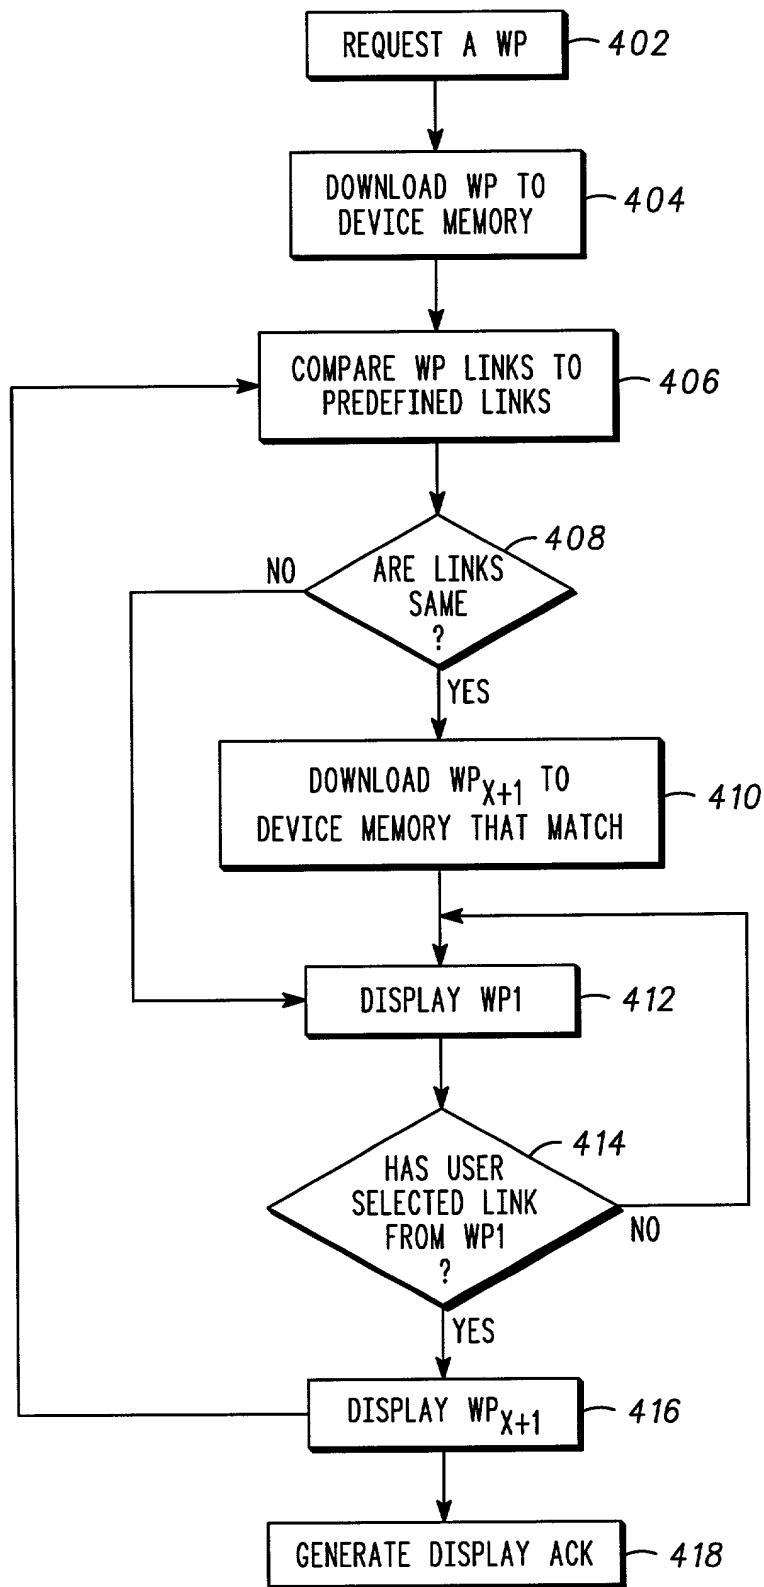 REQUEST A WP
402
DOWNLOAD WP TO
DEVICE MEMORY
404
COMPARE WP LINKS TO
PREDEFINED LINKS
406
408
NO
ARE LINKS
SAME
?
YES
DOWNLOAD WPX+1 TO
DEVICE MEMORY THAT MATCH
410
DISPLAY WP1
412
414
HAS USER
SELECTED LINK
FROM WP1
?
NO
YES
DISPLAY WPX+1
416
GENERATE DISPLAY ACK
418